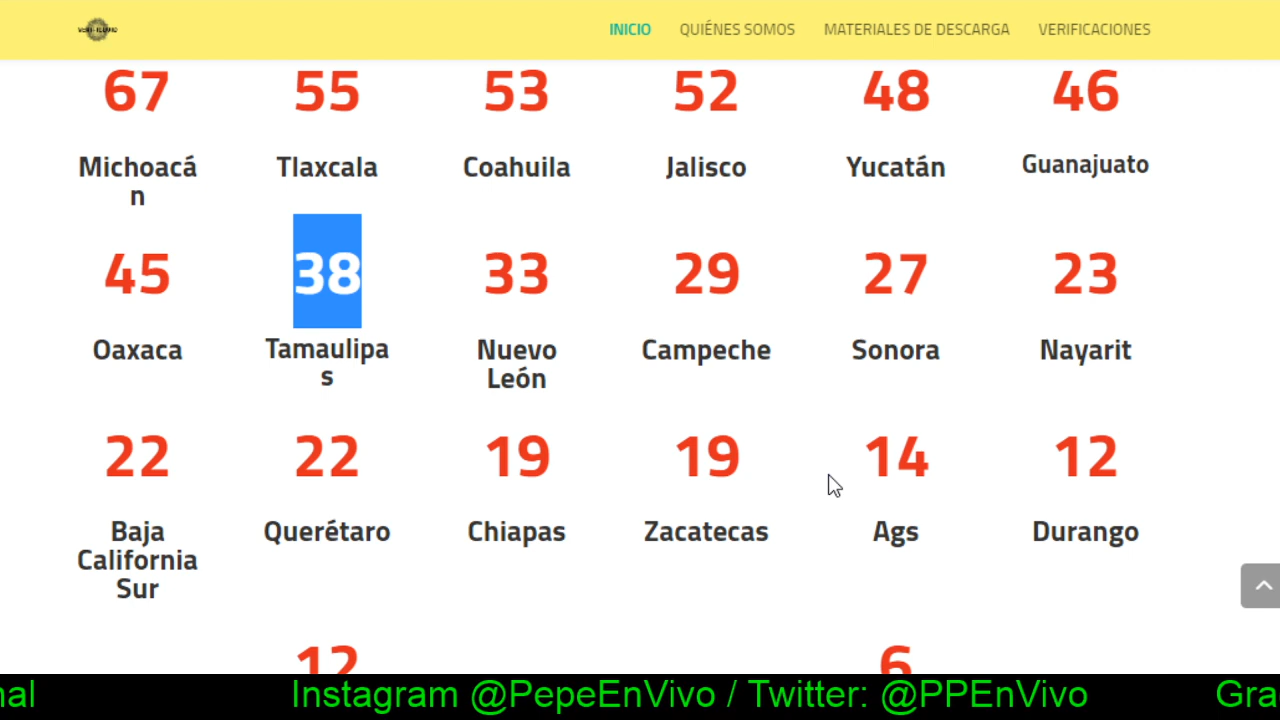 INICIO QUIÉNES SOMOS MATERIALES DE DESCARGA VERIFICACIONES
67 55 53 52 48 46
Michoacá Tlaxcala Coahuila Jalisco Yucatán Guanajuato
n
45 38 33 29 27 23
Oaxaca Tamaulipa Nuevo Campeche Sonora Nayarit
s León
22 22 19 19 14 12
Baja Querétaro Chiapas Zacatecas Ags Durango
California
Sur
12 6
nal Instagram @PepeEnVivo / Twitter: @PPEnVivo Gra